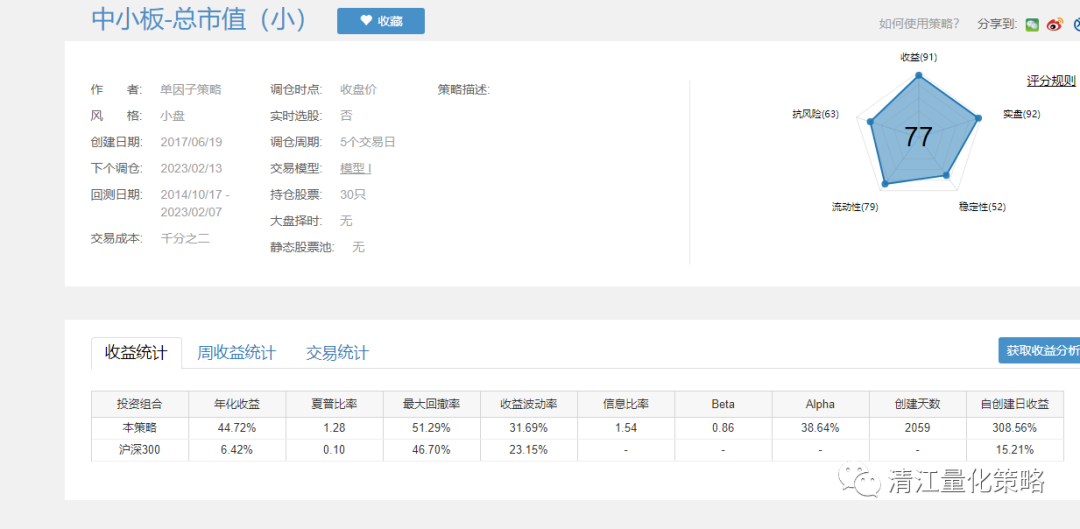 中小板-总市值（小）
收藏
如何使用策略?
分享到:
作 者: 单因子策略
风 格: 小盘
创建日期: 2017/06/19
下个调仓: 2023/02/13
回测日期: 2014/10/17 -
2023/02/07
交易成本: 千分之二
调仓时点: 收盘价
实时选股: 否
调仓周期: 5个交易日
交易模型: 模型 I
持仓股票: 30只
大盘择时: 无
静态股票池: 无
策略描述:
收益(91)
评分规则
抗风险(63)
实盘(92)
77
流动性(79)
稳定性(52)
收益统计 周收益统计 交易统计
获取收益分析
投资组合 年化收益 夏普比率 最大回撤率 收益波动率 信息比率 Beta Alpha 创建天数 自创建日收益
本策略 44.72% 1.28 51.29% 31.69% 1.54 0.86 38.64% 2059 308.56%
沪深300 6.42% 0.10 46.70% 23.15% - - - - 15.21%
清江量化策略